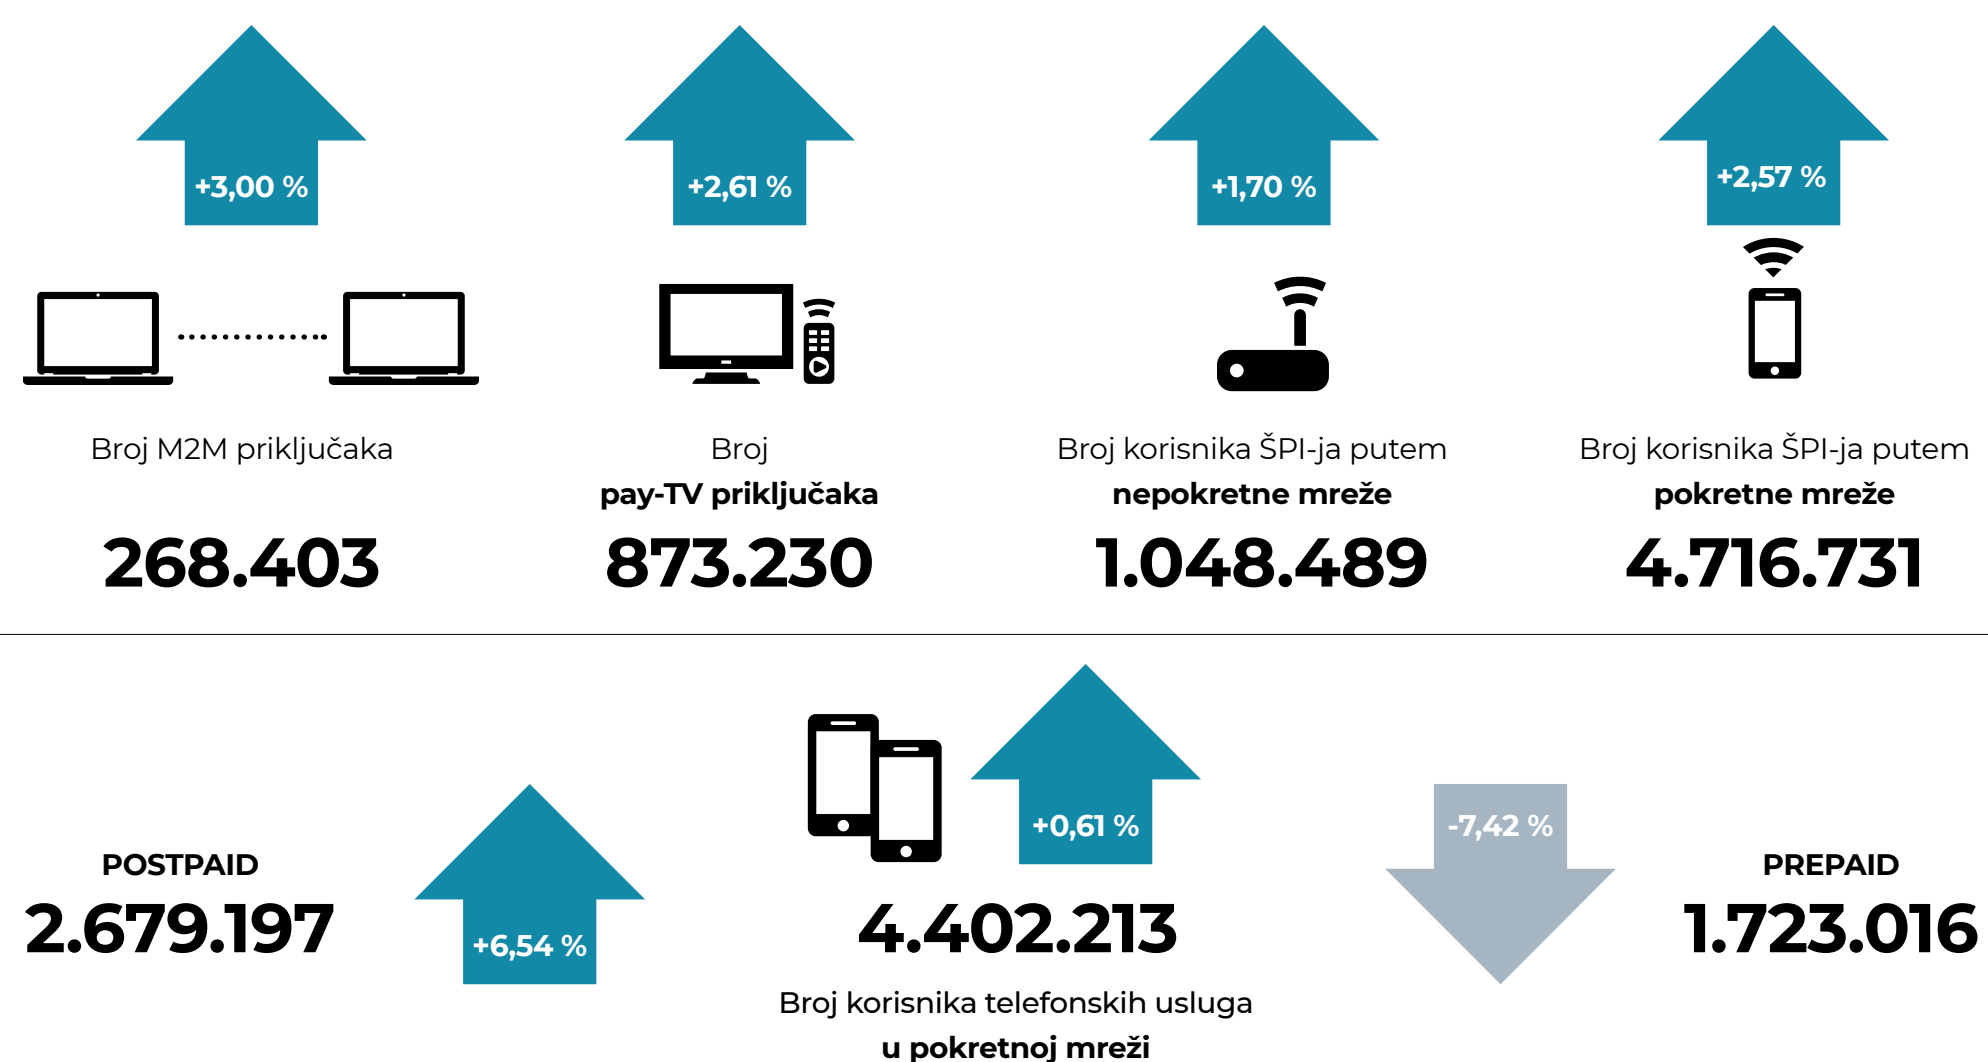 +3,00 %
+2,61 %
+1,70 %
+2,57 %
Broj M2M priključaka
268.403
Broj
pay-TV priključaka
873.230
Broj korisnika ŠPI-ja putem
nepokretne mreže
1.048.489
Broj korisnika ŠPI-ja putem
pokretne mreže
4.716.731
POSTPAID
2.679.197
+6,54 %
+0,61 %
4.402.213
Broj korisnika telefonskih usluga
u pokretnoj mreži
-7,42 %
PREPAID
1.723.016